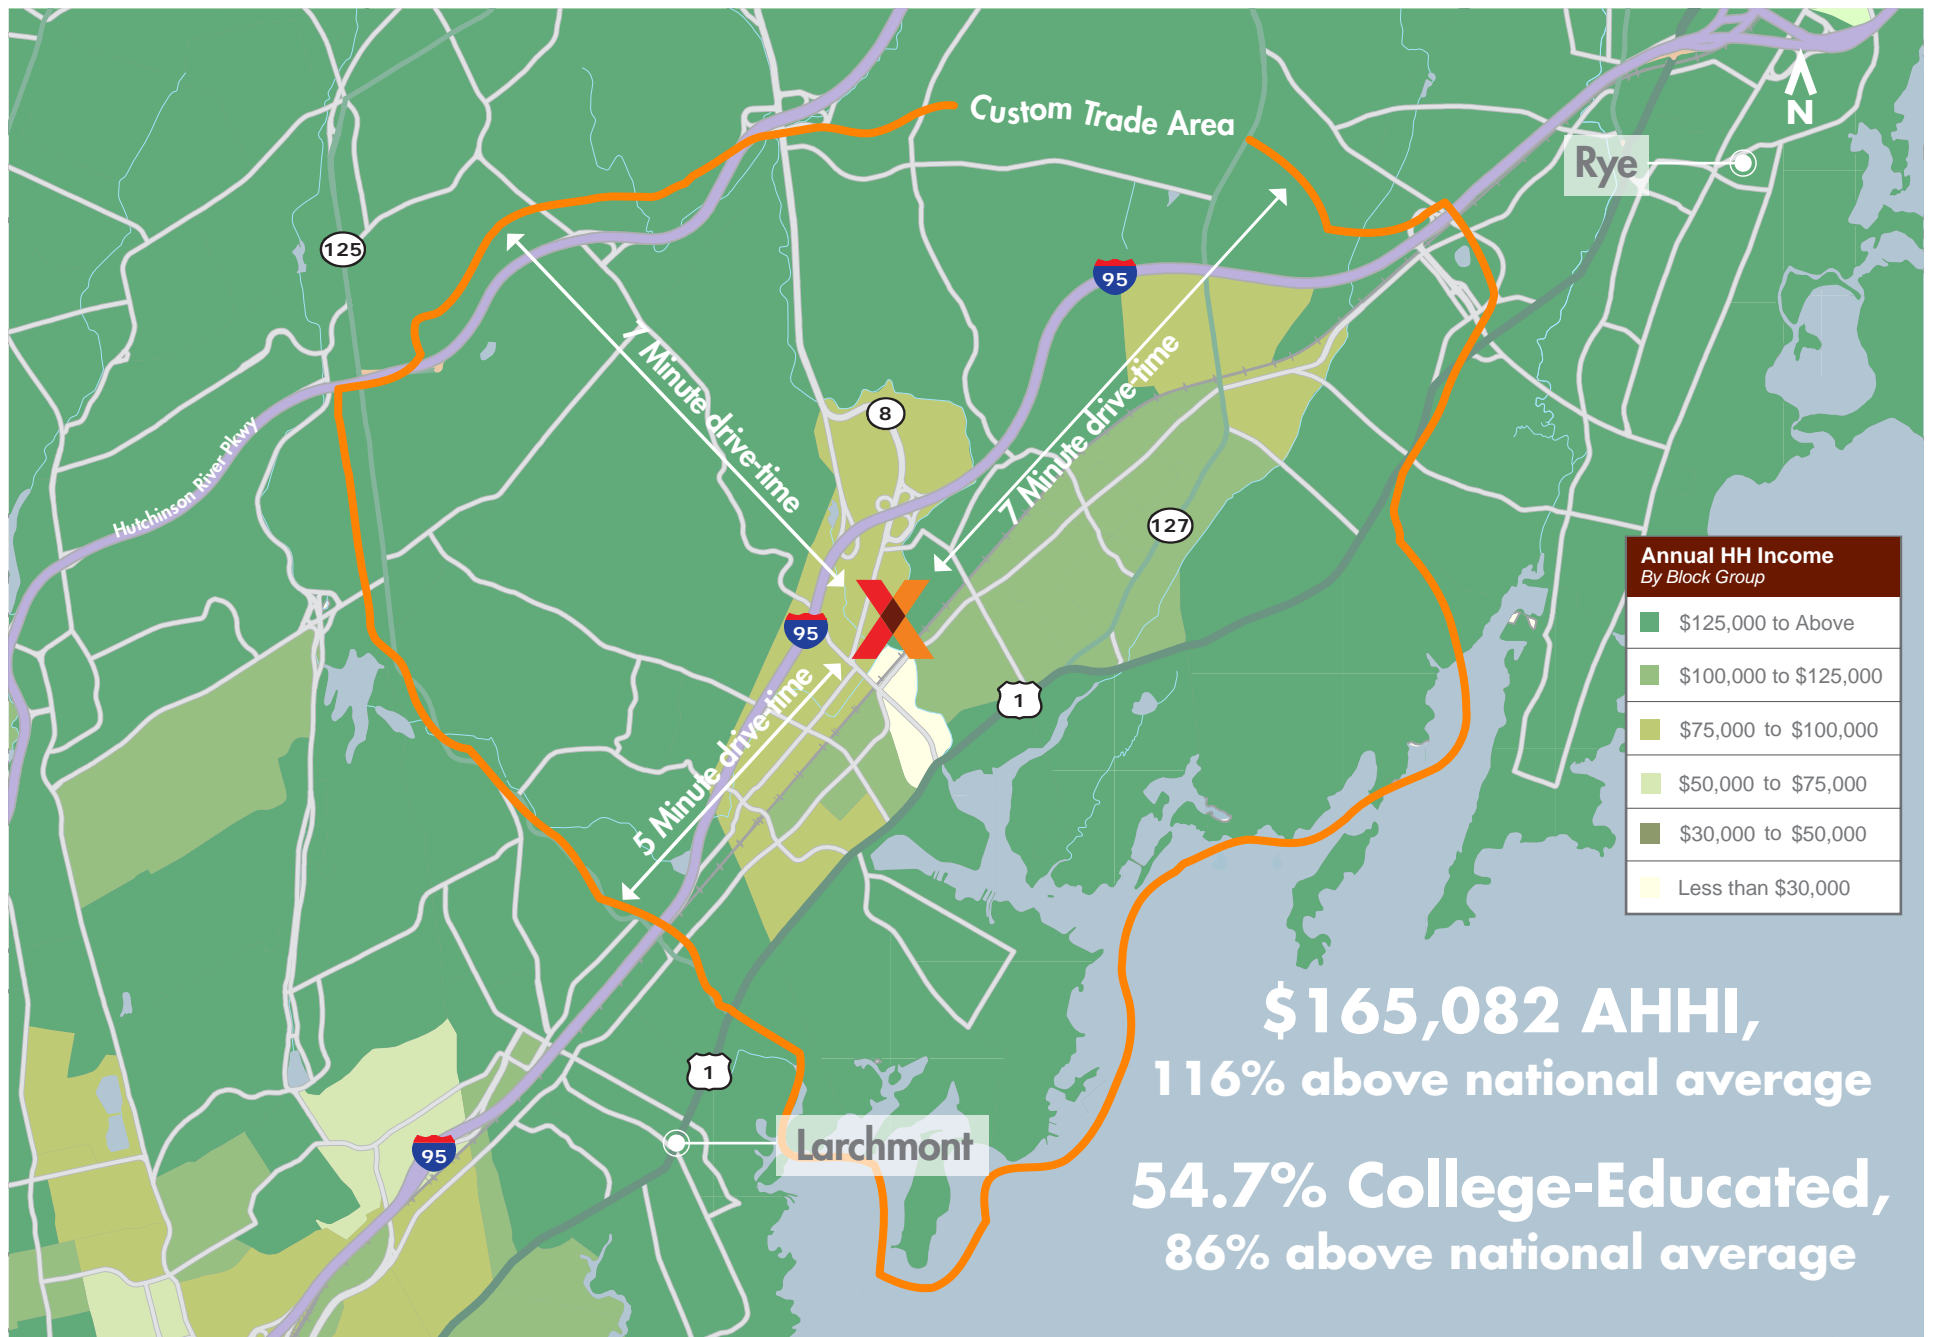 Custom Trade Area
N
Rye
125
95
7 Minute drive-time
7 Minute drive-time
8
Hutchinson River Pkwy
127
Annual HH Income
By Block Group
$125,000 to Above
$100,000 to $125,000
$75,000 to $100,000
$50,000 to $75,000
$30,000 to $50,000
Less than $30,000
95
5 Minute drive-time
1
$165,082 AHHI,
116% above national average
1
Larchmont
95
54.7% College-Educated,
86% above national average